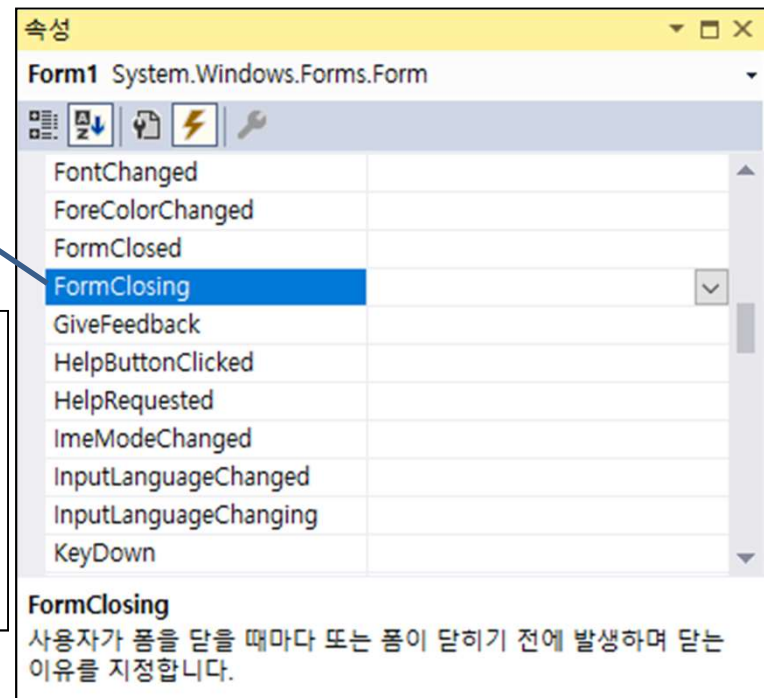 속성
Form1 System.Windows.Forms.Form
FontChanged
ForeColorChanged
FormClosed
FormClosing
GiveFeedback
HelpButtonClicked
HelpRequested
ImeModeChanged
InputLanguageChanged
InputLanguageChanging
KeyDown
FormClosing
사용자가 폼을 닫을 때마다 또는 폼이 닫히기 전에 발생하며 닫는
이유를 지정합니다.